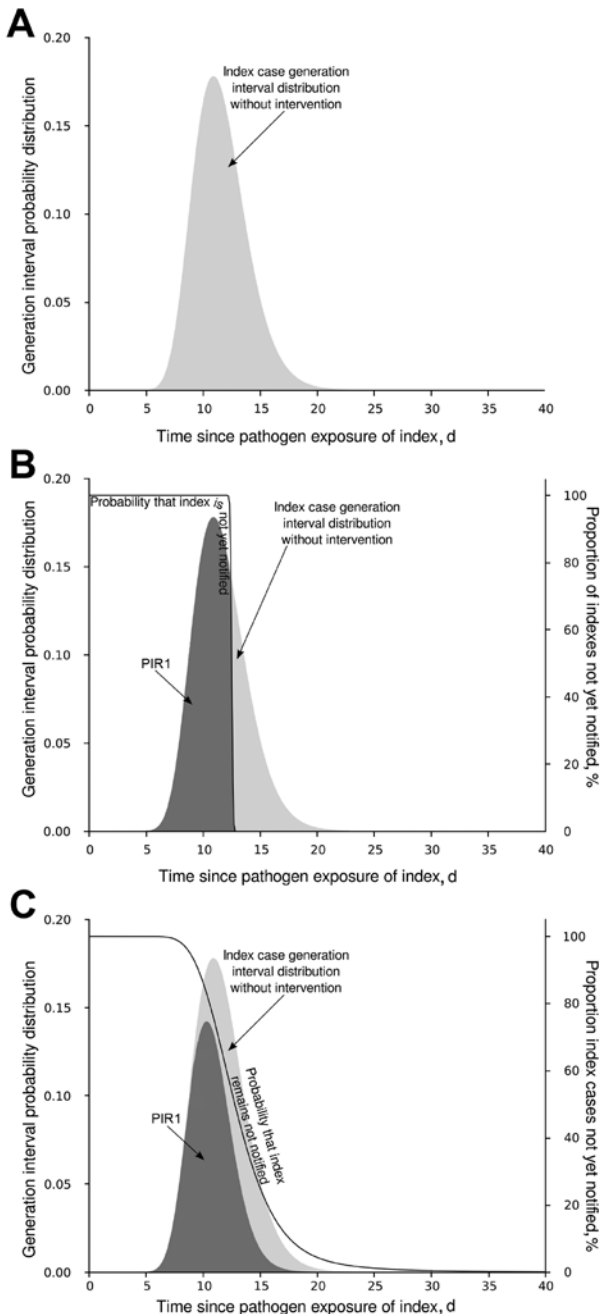 A
0.20
0.15
0.10
0.05
0.00
Generation interval probability distribution
Index case generation
interval distribution
without intervention
0 5 10 15 20 25 30 35 40
Time since pathogen exposure of index, d
B
0.20
0.15
0.10
0.05
0.00
Generation interval probability distribution
Probability that index is
not yet notified
Index case generation
interval distribution
without intervention
PIR1
100
80
60
40
20
0
Proportion of indexes not yet notified, %
0 5 10 15 20 25 30 35 40
Time since pathogen exposure of index, d
C
0.20
0.15
0.10
0.05
0.00
Generation interval probability distribution
Index case generation
interval distribution
without intervention
Probability that index
remains not notified
PIR1
100
80
60
40
20
0
Proportion index cases not yet notified, %
0 5 10 15 20 25 30 35 40
Time since pathogen exposure of index, d